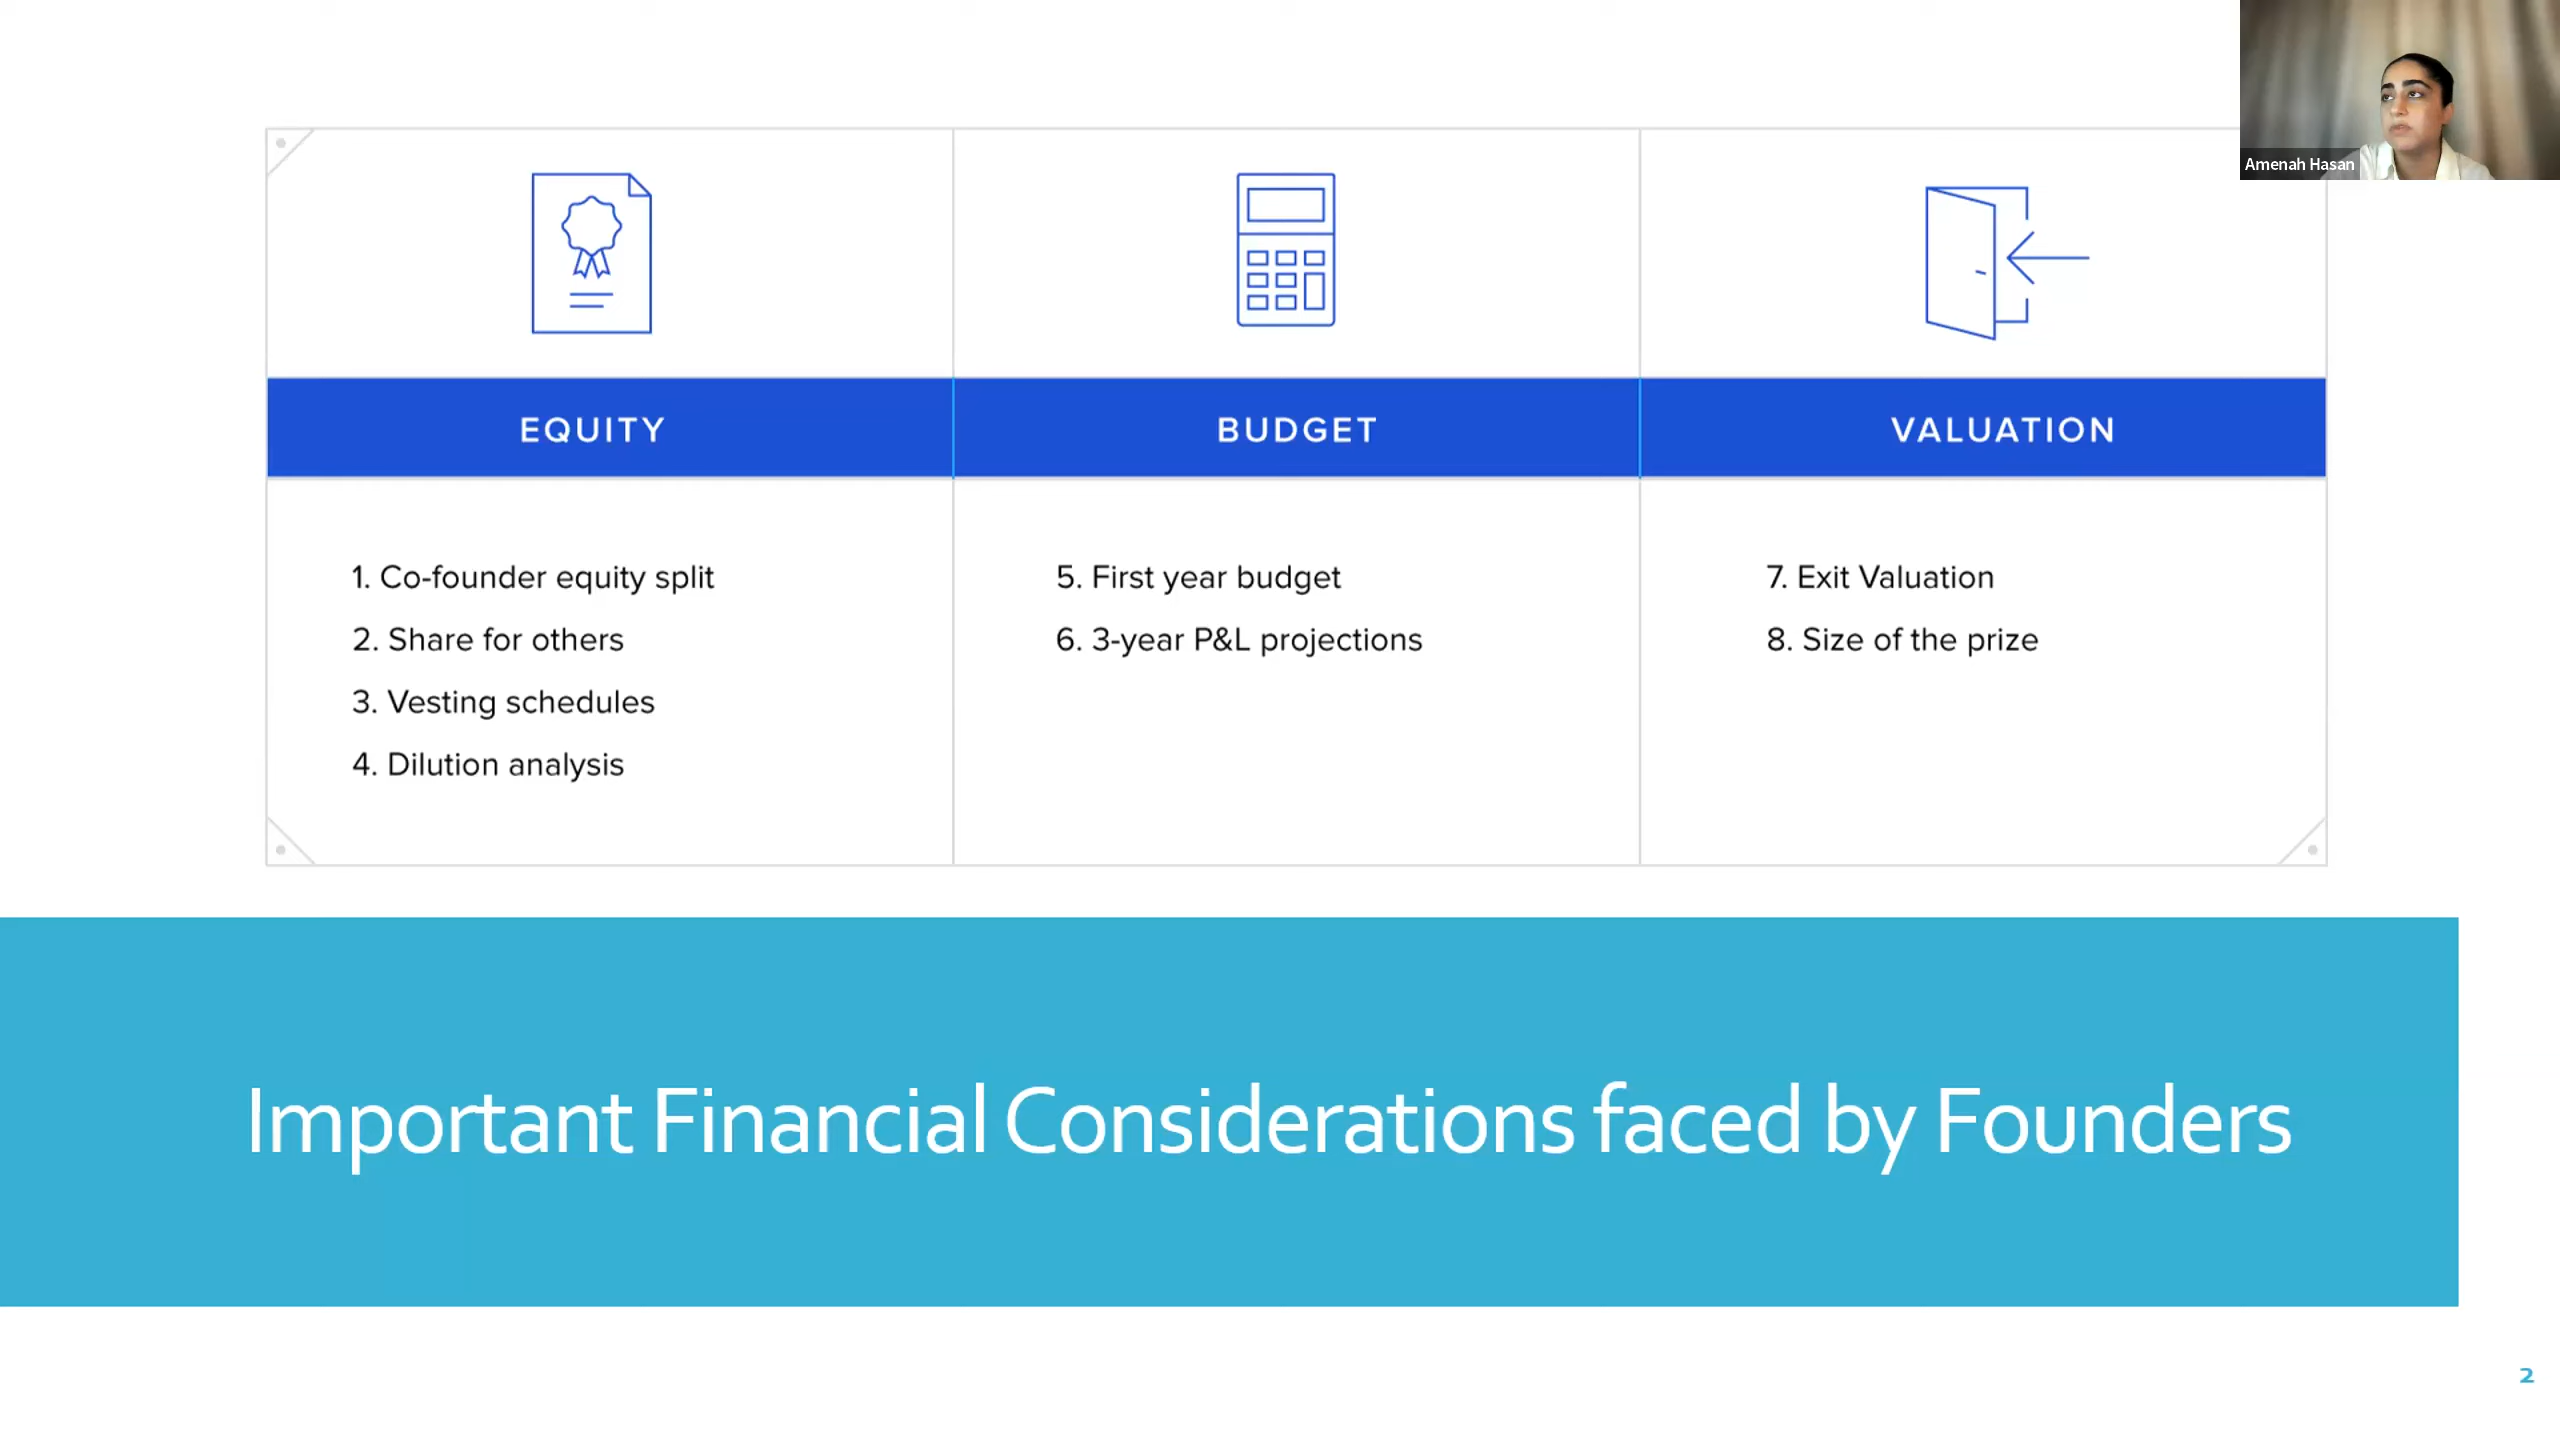 Amenah Hasan
EQUITY
BUDGET
VALUATION
1. Co-founder equity split
2. Share for others
3. Vesting schedules
4. Dilution analysis
5. First year budget
6. 3-year P&L projections
7. Exit Valuation
8. Size of the prize
Important Financial Considerations faced by Founders
2